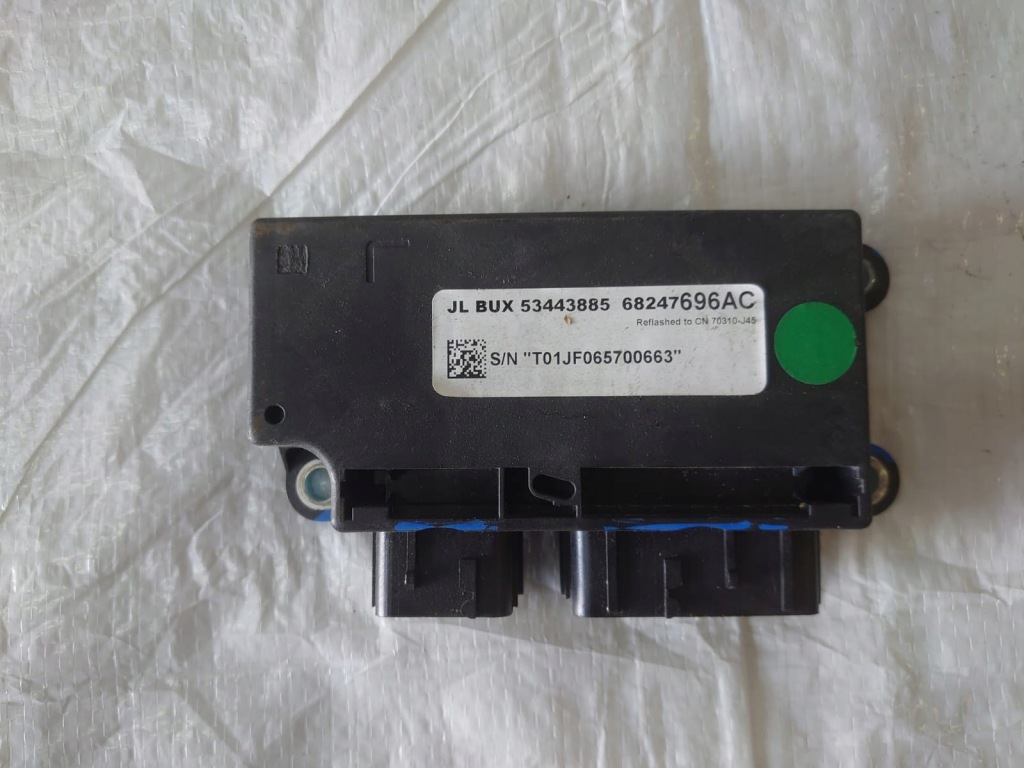 JL BUX 53443885 68247696AC
Reflashed to CN 70310-J45
S/N "T01JF065700663"